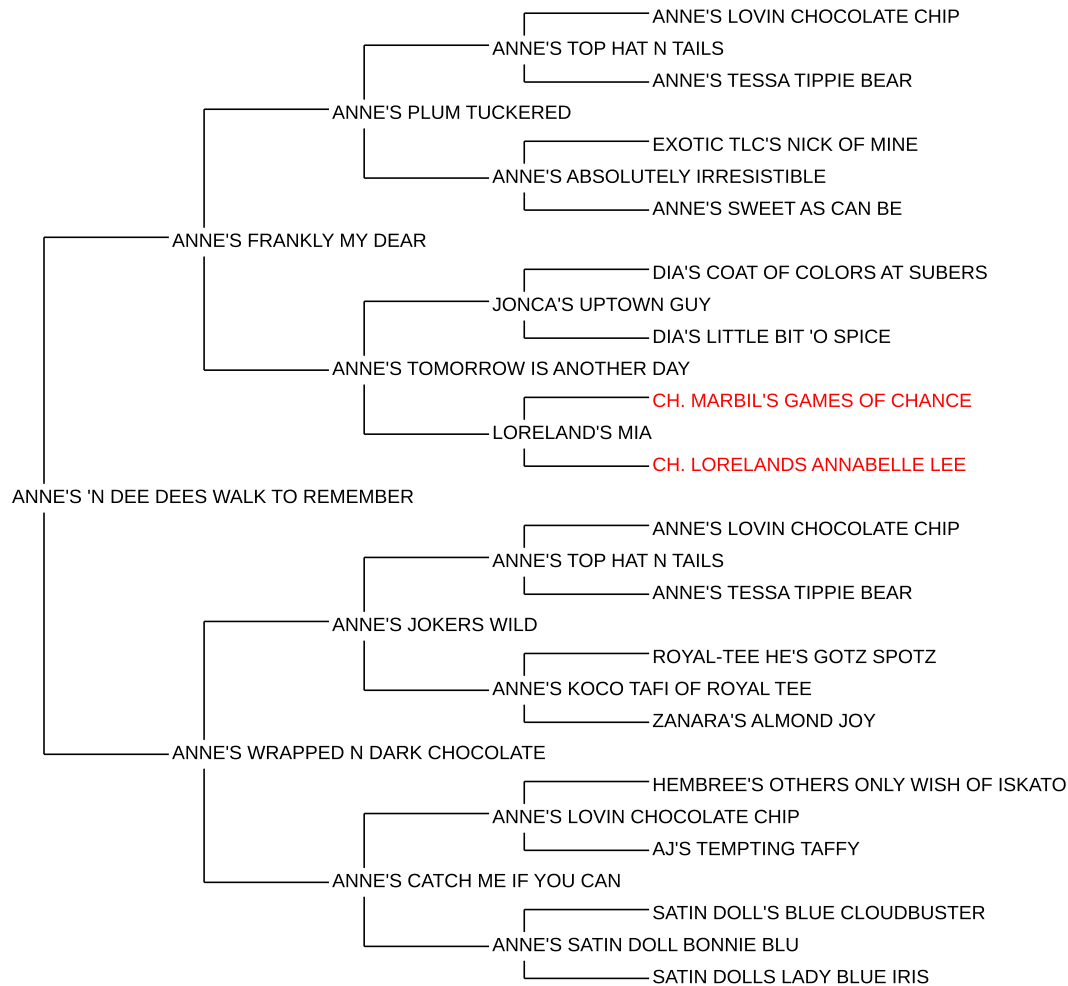 ANNE'S LOVIN CHOCOLATE CHIP
ANNE'S TOP HAT N TAILS
ANNE'S TESSA TIPPIE BEAR
ANNE'S PLUM TUCKERED
EXOTIC TLC'S NICK OF MINE
ANNE'S ABSOLUTELY IRRESISTIBLE
ANNE'S SWEET AS CAN BE
ANNE'S FRANKLY MY DEAR
DIA'S COAT OF COLORS AT SUBERS
JONCA'S UPTOWN GUY
DIA'S LITTLE BIT 'O SPICE
ANNE'S TOMORROW IS ANOTHER DAY
CH. MARBIL'S GAMES OF CHANCE
LORELAND'S MIA
CH. LORELANDS ANNABELLE LEE
ANNE'S 'N DEE DEES WALK TO REMEMBER
ANNE'S LOVIN CHOCOLATE CHIP
ANNE'S TOP HAT N TAILS
ANNE'S TESSA TIPPIE BEAR
ANNE'S JOKERS WILD
ROYAL-TEE HE'S GOTZ SPOTZ
ANNE'S KOCO TAFI OF ROYAL TEE
ZANARA'S ALMOND JOY
ANNE'S WRAPPED N DARK CHOCOLATE
HEMBREE'S OTHERS ONLY WISH OF ISKATO
ANNE'S LOVIN CHOCOLATE CHIP
AJ'S TEMPTING TAFFY
ANNE'S CATCH ME IF YOU CAN
SATIN DOLL'S BLUE CLOUDBUSTER
ANNE'S SATIN DOLL BONNIE BLU
SATIN DOLLS LADY BLUE IRIS